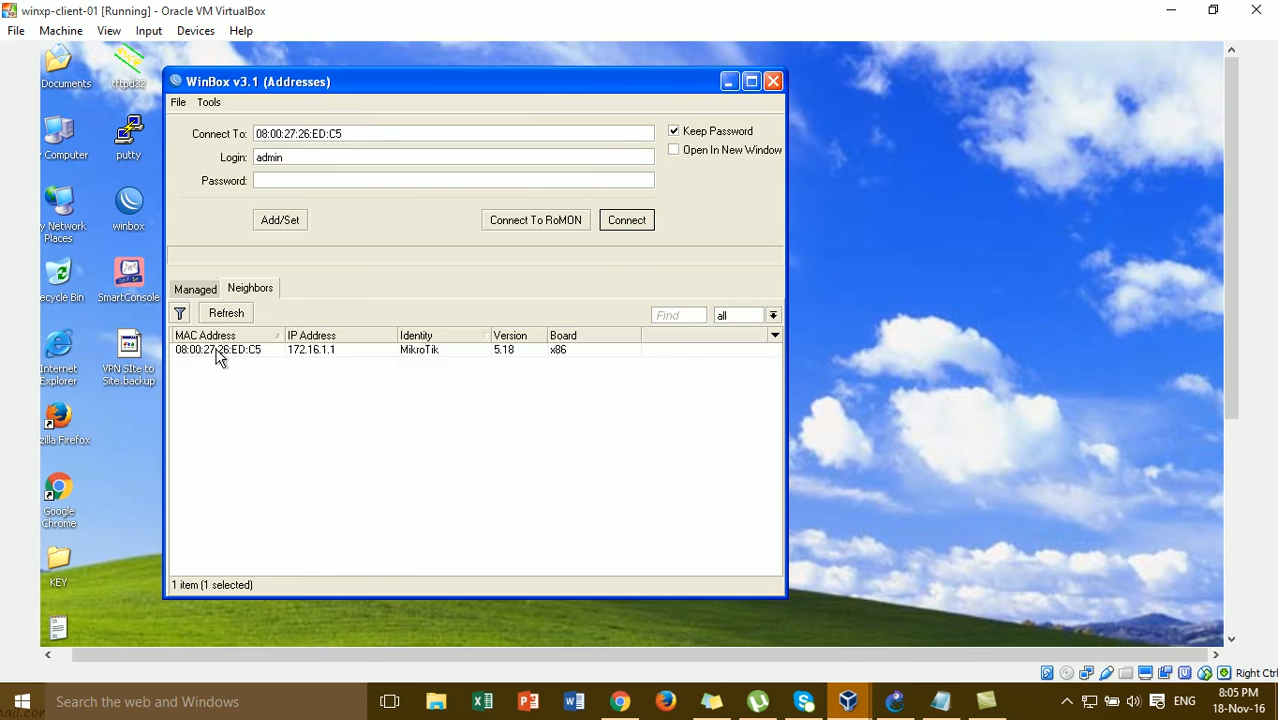 winxp-client-01 [Running] - Oracle VM VirtualBox
File Machine View Input Devices Help
Documents
tftpd32
Computer
putty
y Network
Places
winbox
ecycle Bin
SmartConsole
Internet
Explorer
VPN SIte to
Site.backup
zilla Firefox
Google
Chrome
KEY
WinBox v3.1 (Addresses)
File Tools
Connect To: 08:00:27:26:ED:C5
Keep Password
Login: admin
Open In New Window
Password:
Add/Set Connect To RoMON Connect
Managed Neighbors
Refresh Find all
MAC Address IP Address Identity Version Board
08:00:27:26:ED:C5 172.16.1.1 MikroTik 5.18 x86
1 item (1 selected)
Right Ctrl
Search the web and Windows
ENG
8:05 PM
18-Nov-16